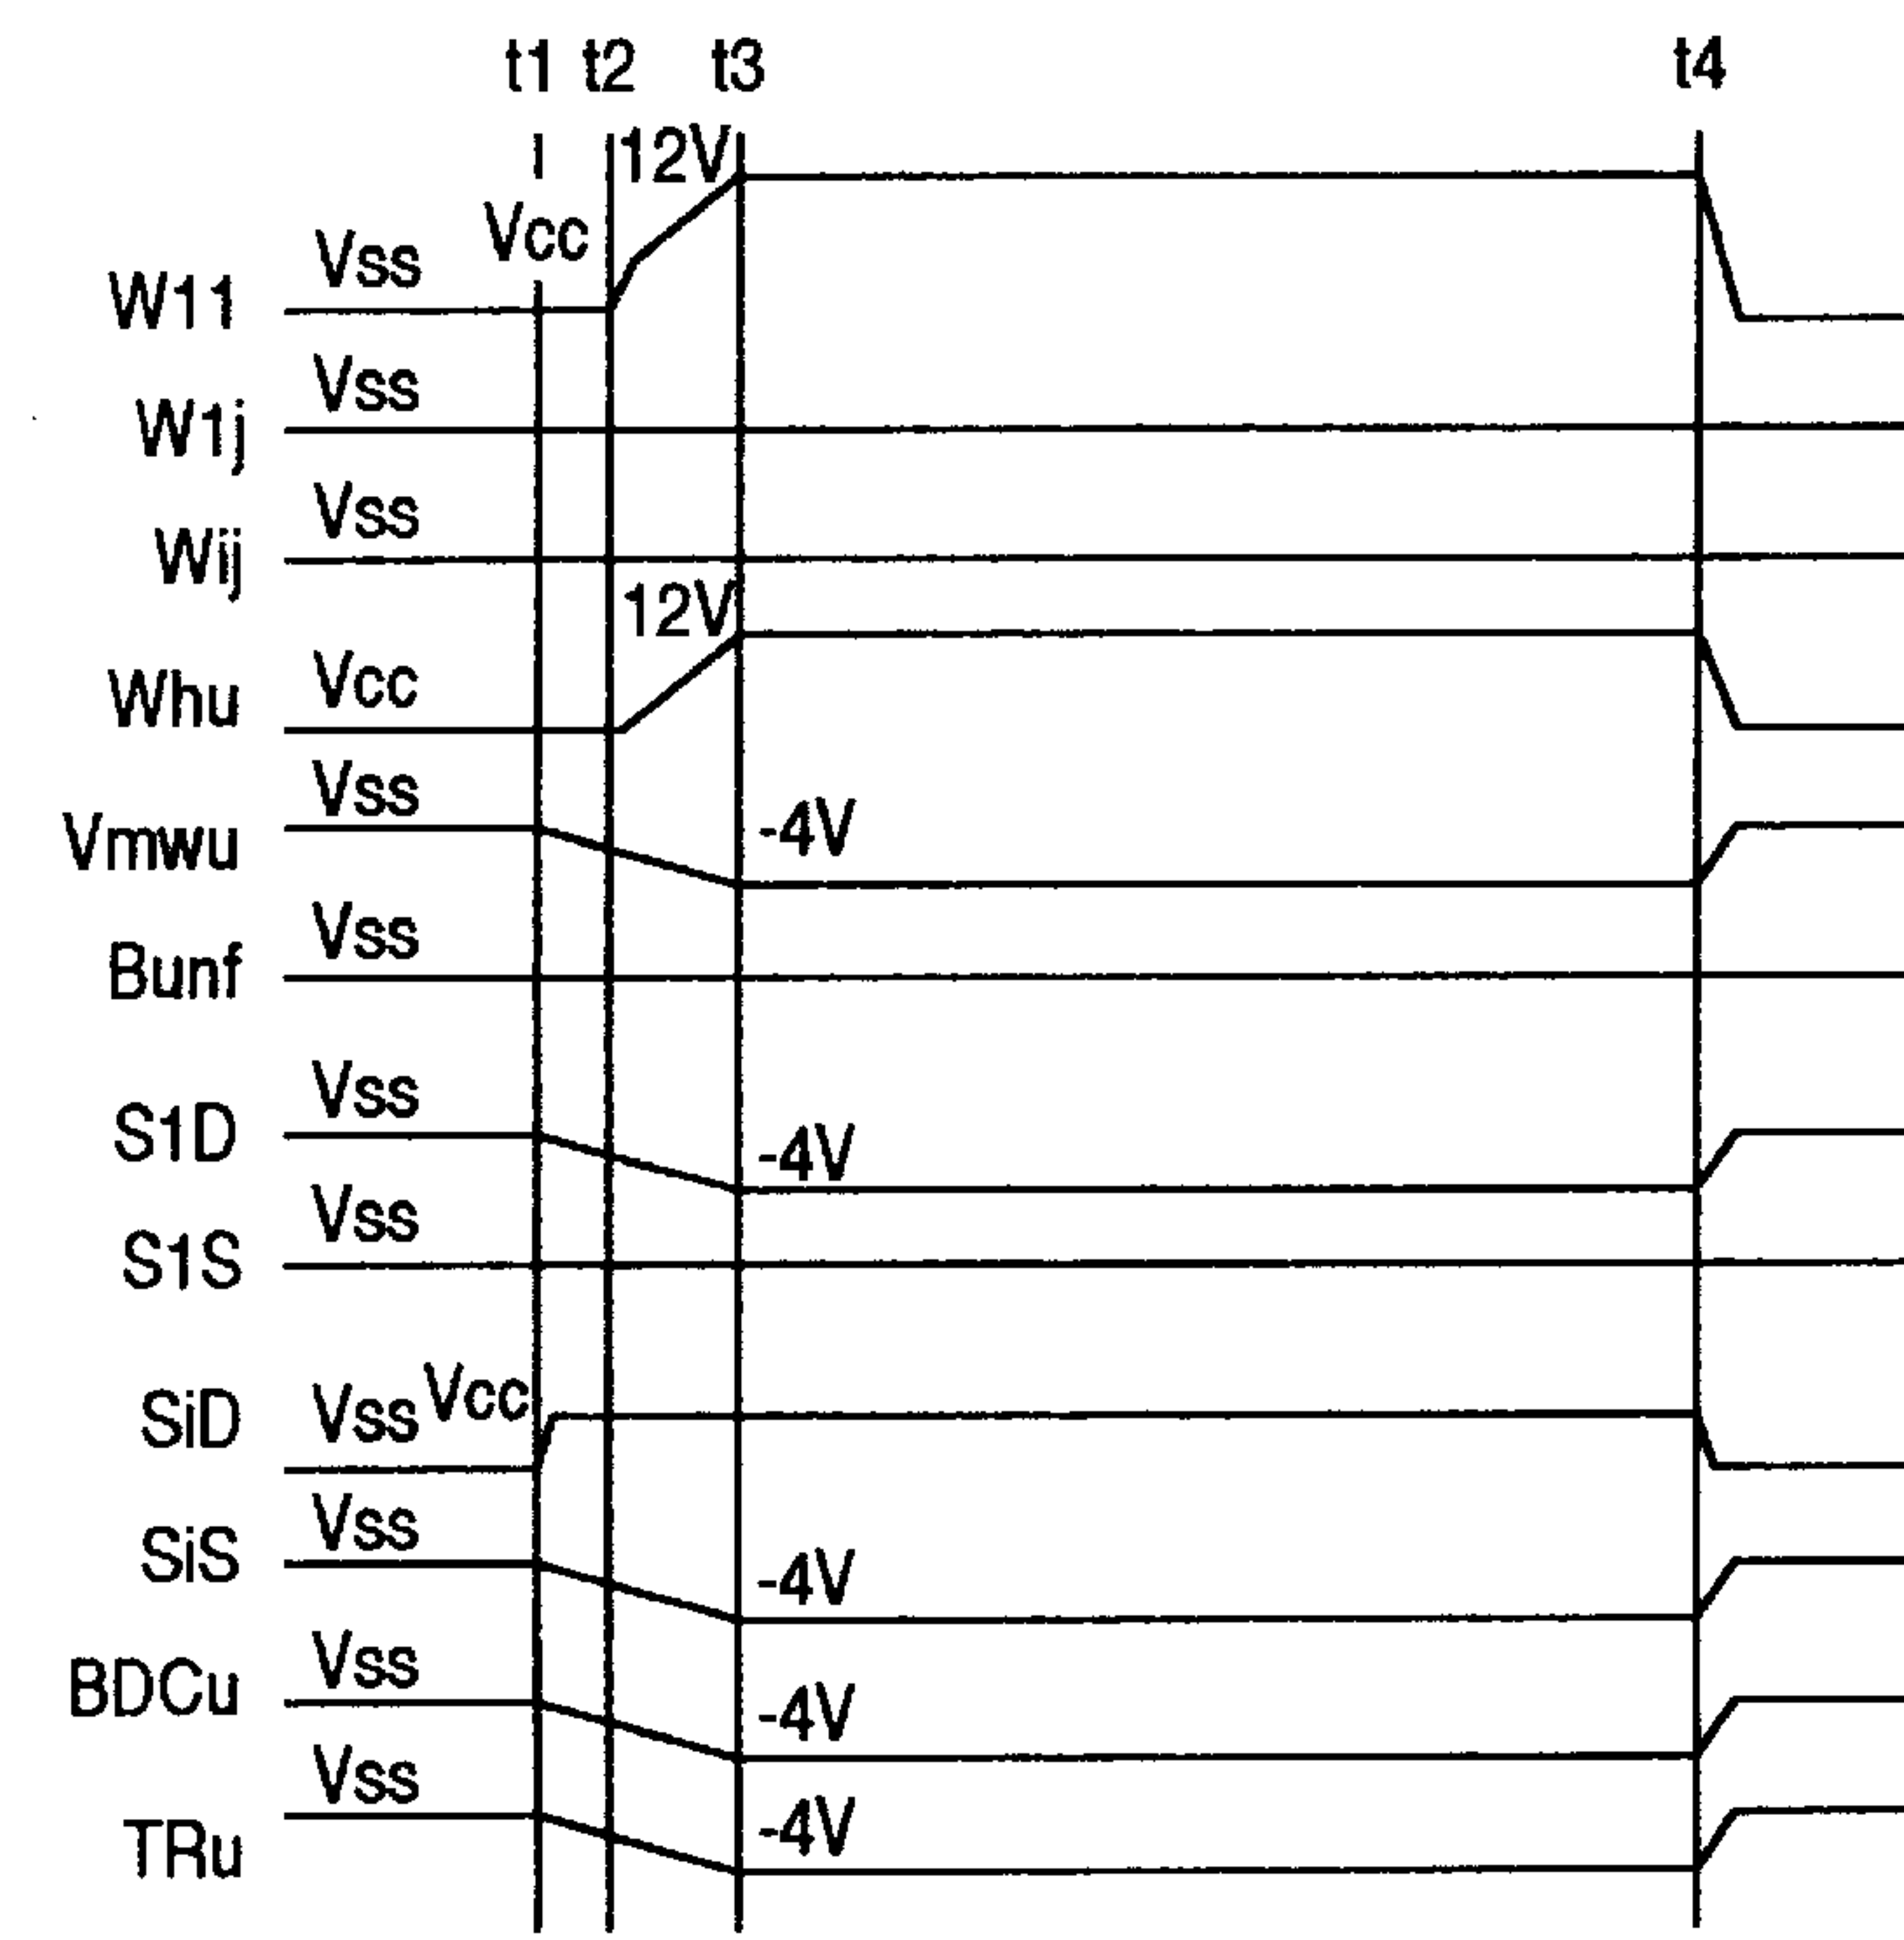 t1 t2 t3 t4
12V
Vcc
W11 Vss
W1j Vss
Wij Vss
12V
Whu Vcc
Vmwu Vss -4V
Bunf Vss
S1D Vss -4V
S1S Vss
SiD Vss Vcc
SiS Vss -4V
BDCu Vss -4V
TRu Vss -4V